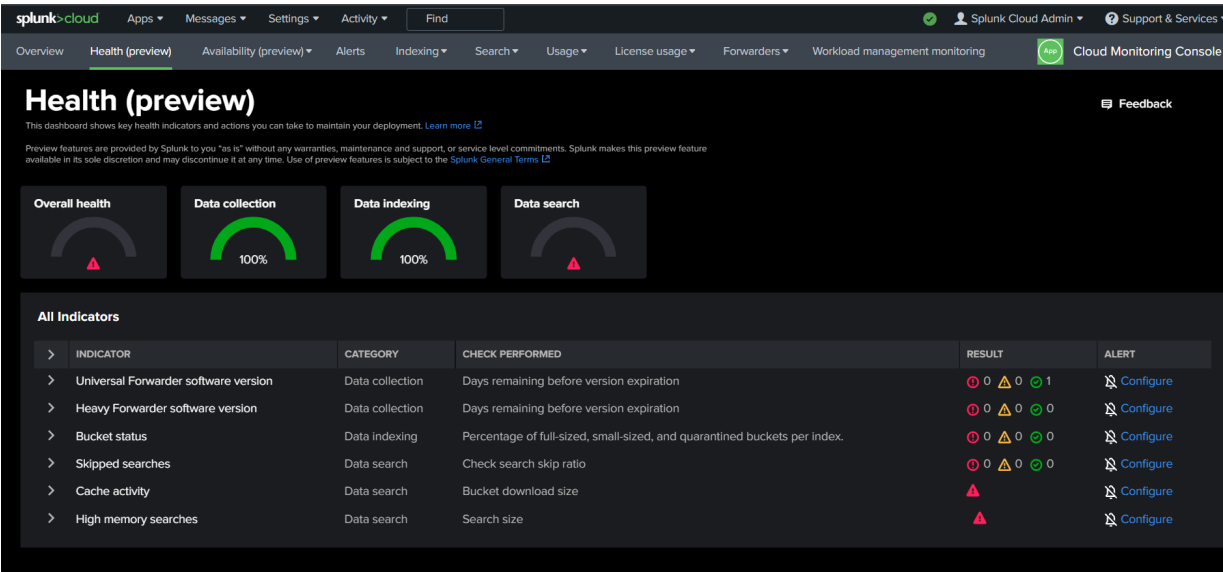 splunk>cloud Apps Messages Settings Activity Find Splunk Cloud Admin Support & Services
Overview Health (preview) Availability (preview) Alerts Indexing Search Usage License usage Forwarders Workload management monitoring App Cloud Monitoring Console
Health (preview)
Feedback
This dashboard shows key health indicators and actions you can take to maintain your deployment. Learn more
Preview features are provided by Splunk to you "as is" without any warranties, maintenance and support, or service level commitments. Splunk makes this preview feature
available in its sole discretion and may discontinue it at any time. Use of preview features is subject to the Splunk General Terms
Overall health Data collection Data indexing Data search
100% 100%
All Indicators
INDICATOR CATEGORY CHECK PERFORMED RESULT ALERT
Universal Forwarder software version Data collection Days remaining before version expiration 0 0 1 Configure
Heavy Forwarder software version Data collection Days remaining before version expiration 0 0 0 Configure
Bucket status Data indexing Percentage of full-sized, small-sized, and quarantined buckets per index. 0 0 0 Configure
Skipped searches Data search Check search skip ratio 0 0 0 Configure
Cache activity Data search Bucket download size Configure
High memory searches Data search Search size Configure